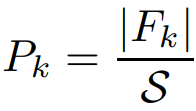 P_k = \frac{|F_k|}{\mathcal{S}}